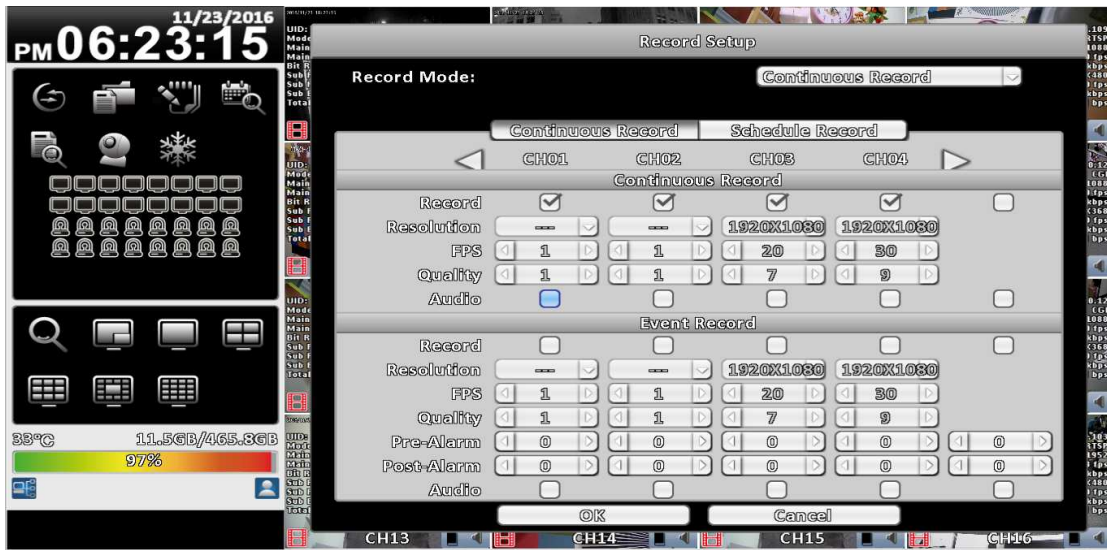 11/23/2016
PM 06:23:15
33°C 11.5GB/465.8GB
97%
Record Setup
Record Mode: Continuous Record
Continuous Record Schedule Record
CH01 CH02 CH03 CH04
Continuous Record
Record
Resolution --- --- 1920X1080 1920X1080
FPS 1 1 20 30
Quality 1 1 7 9
Audio
Event Record
Record
Resolution --- --- 1920X1080 1920X1080
FPS 1 1 20 30
Quality 1 1 7 9
Pre-Alarm 0 0 0 0 0
Post-Alarm 0 0 0 0 0
Audio
OK Cancel
CH13 CH14 CH15 CH16